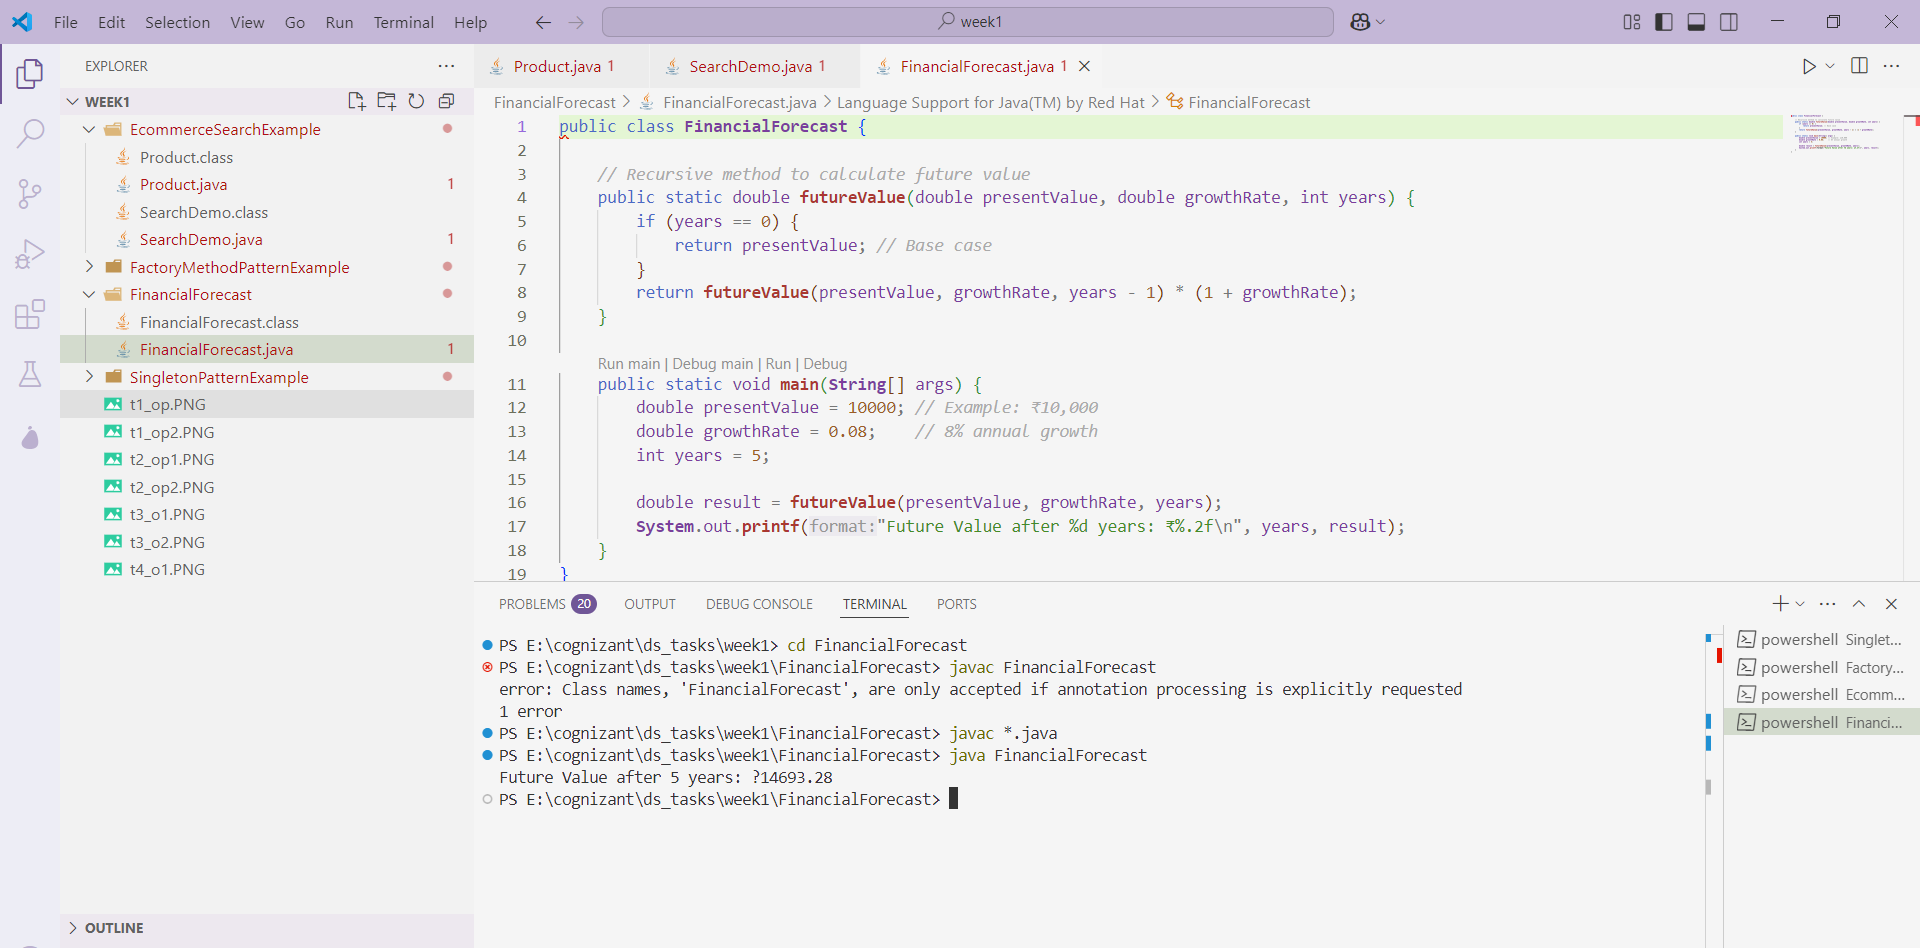 File Edit Selection View Go Run Terminal Help
week1
EXPLORER
WEEK1
EcommerceSearchExample
Product.class
Product.java 1
SearchDemo.class
SearchDemo.java 1
FactoryMethodPatternExample
FinancialForecast
FinancialForecast.class
FinancialForecast.java 1
SingletonPatternExample
t1_op.PNG
t1_op2.PNG
t2_op1.PNG
t2_op2.PNG
t3_o1.PNG
t3_o2.PNG
t4_o1.PNG
OUTLINE
Product.java 1
SearchDemo.java 1
FinancialForecast.java 1
FinancialForecast > FinancialForecast.java > Language Support for Java(TM) by Red Hat > FinancialForecast
1 public class FinancialForecast {
2
3 // Recursive method to calculate future value
4 public static double futureValue(double presentValue, double growthRate, int years) {
5 if (years == 0) {
6 return presentValue; // Base case
7 }
8 return futureValue(presentValue, growthRate, years - 1) * (1 + growthRate);
9 }
10
Run main | Debug main | Run | Debug
11 public static void main(String[] args) {
12 double presentValue = 10000; // Example: ₹10,000
13 double growthRate = 0.08; // 8% annual growth
14 int years = 5;
15
16 double result = futureValue(presentValue, growthRate, years);
17 System.out.printf(format:"Future Value after %d years: ₹%.2f\n", years, result);
18 }
19 }
PROBLEMS 20 OUTPUT DEBUG CONSOLE TERMINAL PORTS
PS E:\cognizant\ds_tasks\week1> cd FinancialForecast
PS E:\cognizant\ds_tasks\week1\FinancialForecast> javac FinancialForecast
error: Class names, 'FinancialForecast', are only accepted if annotation processing is explicitly requested
1 error
PS E:\cognizant\ds_tasks\week1\FinancialForecast> javac *.java
PS E:\cognizant\ds_tasks\week1\FinancialForecast> java FinancialForecast
Future Value after 5 years: ?14693.28
PS E:\cognizant\ds_tasks\week1\FinancialForecast>
powershell Singlet...
powershell Factory...
powershell Ecomm...
powershell Financi...